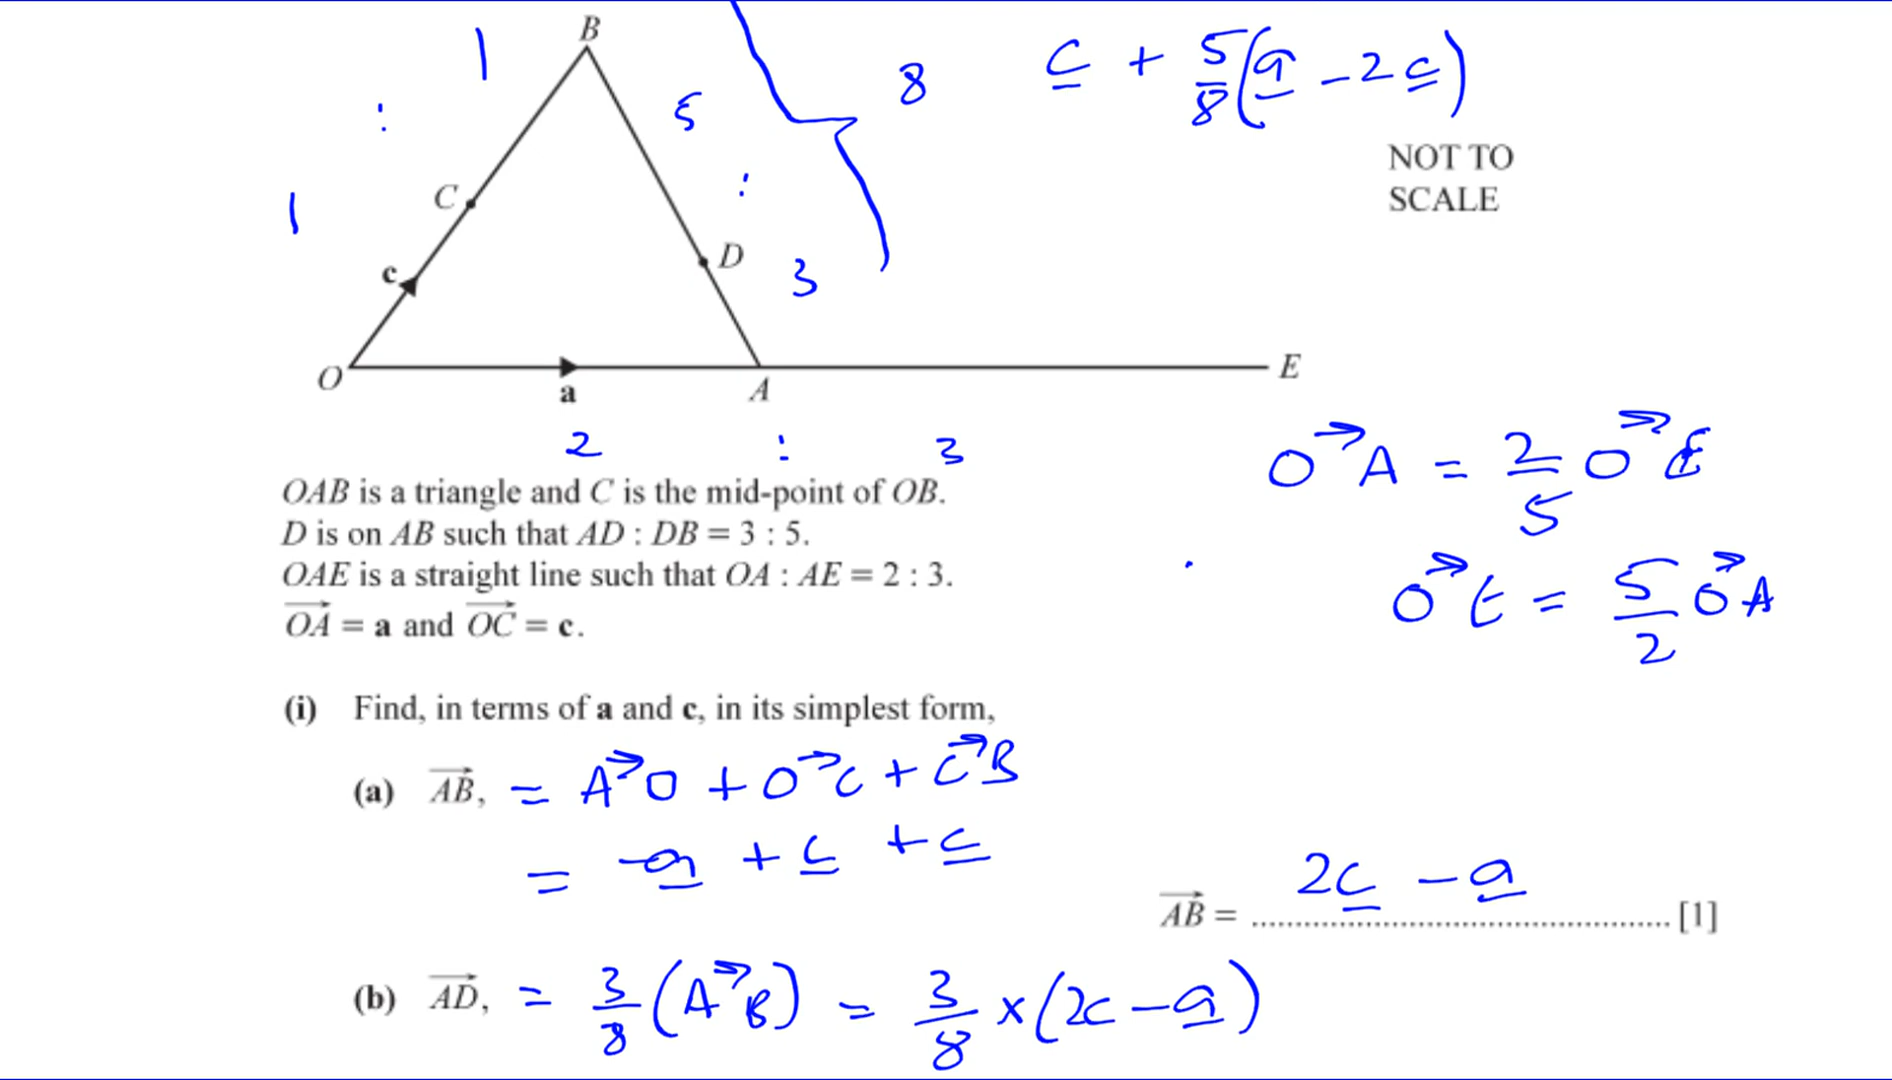 B
1
8
c + 5/8(a - 2c)
:
5
NOT TO
SCALE
C
:
1
D
3
c
O
a
A
E
2 : 3
OA→ = 2/5 OE→
OAB is a triangle and C is the mid-point of OB.
D is on AB such that AD : DB = 3 : 5.
OAE is a straight line such that OA : AE = 2 : 3.
OE→ = 5/2 OA→
OA→ = a and OC→ = c.
(i) Find, in terms of a and c, in its simplest form,
(a) AB→, = AO→ + OC→ + CB→
= -a + c + c
AB→ = 2c - a [1]
(b) AD→, = 3/8(AB→) = 3/8 × (2c - a)